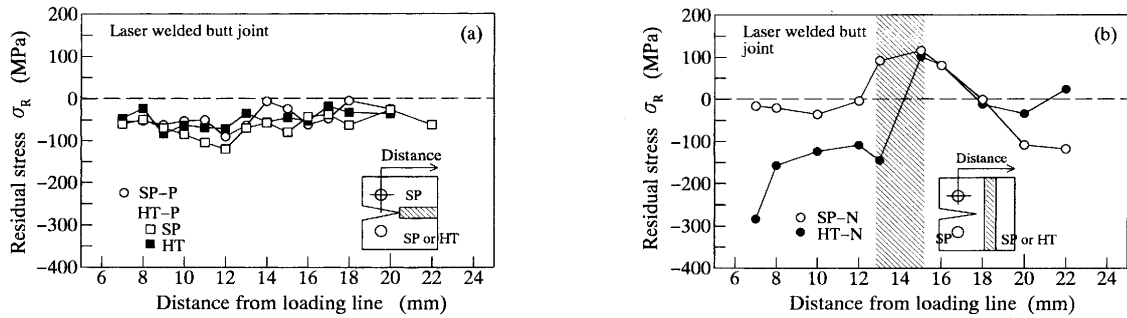 200
100
0
−100
−200
−300
−400
Residual stress σR (MPa)
Laser welded butt joint
(a)
SP−P
HT−P
SP
HT
Distance
SP
SP or HT
6 8 10 12 14 16 18 20 22 24
Distance from loading line (mm)
200
100
0
−100
−200
−300
−400
Residual stress σR (MPa)
Laser welded butt
joint
(b)
Distance
SP−N
HT−N
SP
SP or HT
6 8 10 12 14 16 18 20 22 24
Distance from loading line (mm)